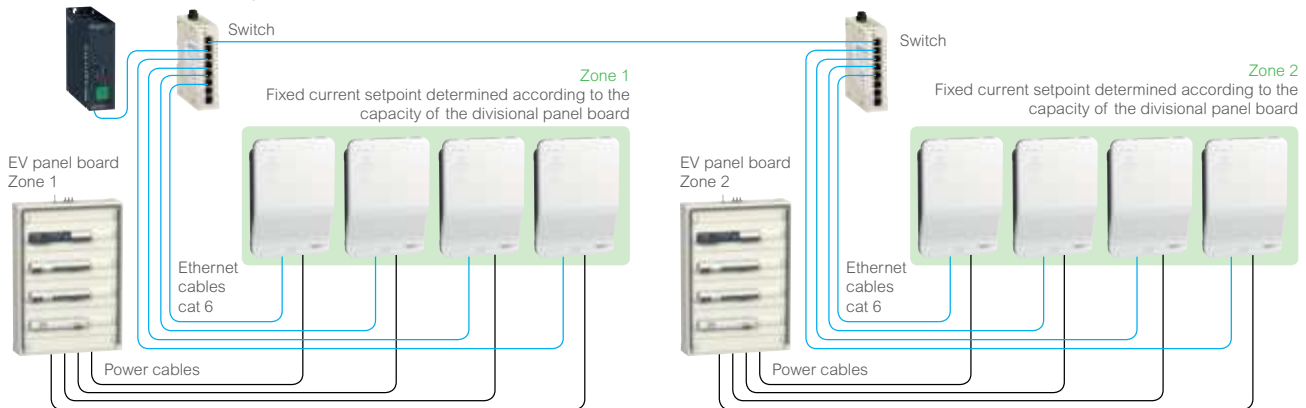 Switch
Zone 1
Fixed current setpoint determined according to the
capacity of the divisional panel board
EV panel board
Zone 1
Ethernet
cables
cat 6
Power cables
Switch
Zone 2
Fixed current setpoint determined according to the
capacity of the divisional panel board
EV panel board
Zone 2
Ethernet
cables
cat 6
Power cables